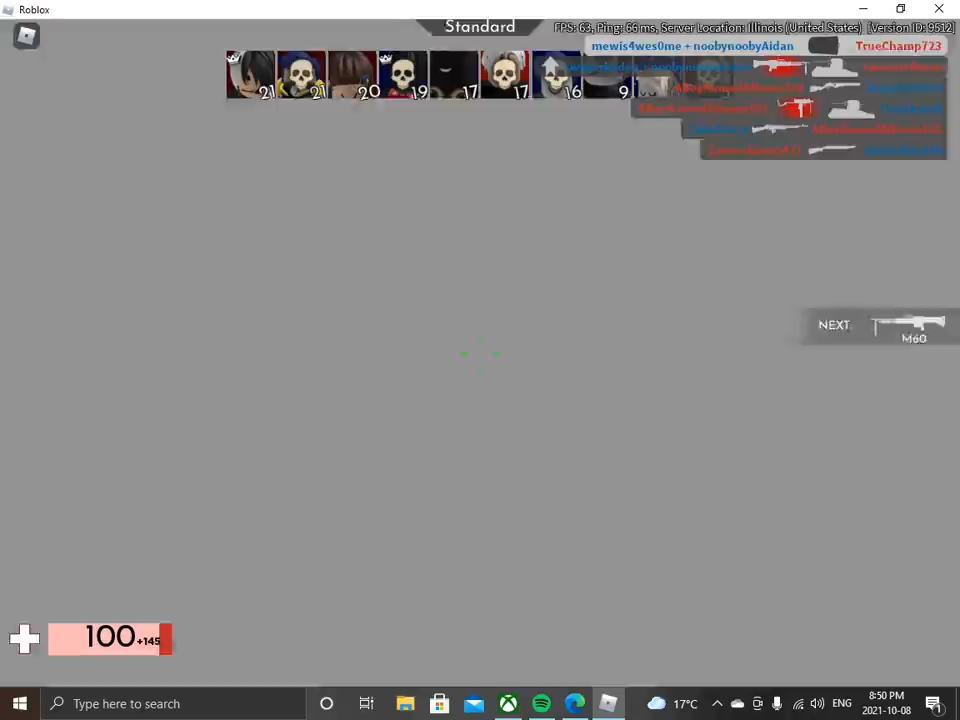 Roblox
Standard
FPS: 63, Ping: 66 ms, Server Location: Illinois (United States) [Version ID: 9512]
mewis4wes0me + noobynoobyAidan TrueChamp723
21 21 20 19 17 17 16 9
NEXT
M60
100 +145
Type here to search
17°C
ENG
8:50 PM
2021-10-08
1